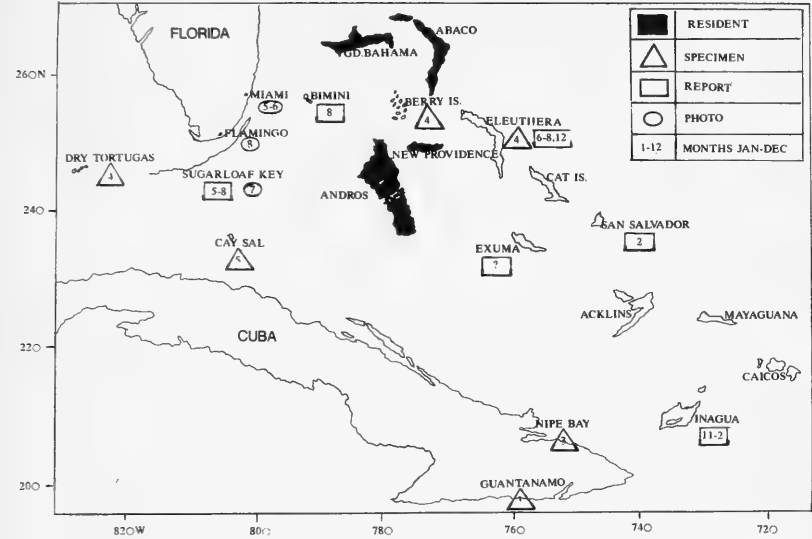 FLORIDA
ABACO
GD.BAHAMA
26ON
MIAMI
5-6
BIMINI
8
BERRY IS.
4
ELEUTHERA
4
6-8,12
FLAMINGO
8
NEW PROVIDENCE
DRY TORTUGAS
4
SUGARLOAF KEY
5-8
7
ANDROS
CAT IS.
24O
SAN SALVADOR
2
CAY SAL
5
EXUMA
?
ACKLINS
MAYAGUANA
CUBA
22O
CAICOS
NIPE BAY
3
INAGUA
11-2
GUANTANAMO
20O
82OW
80O
78O
76O
74O
72O
RESIDENT
SPECIMEN
REPORT
PHOTO
1-12
MONTHS JAN-DEC